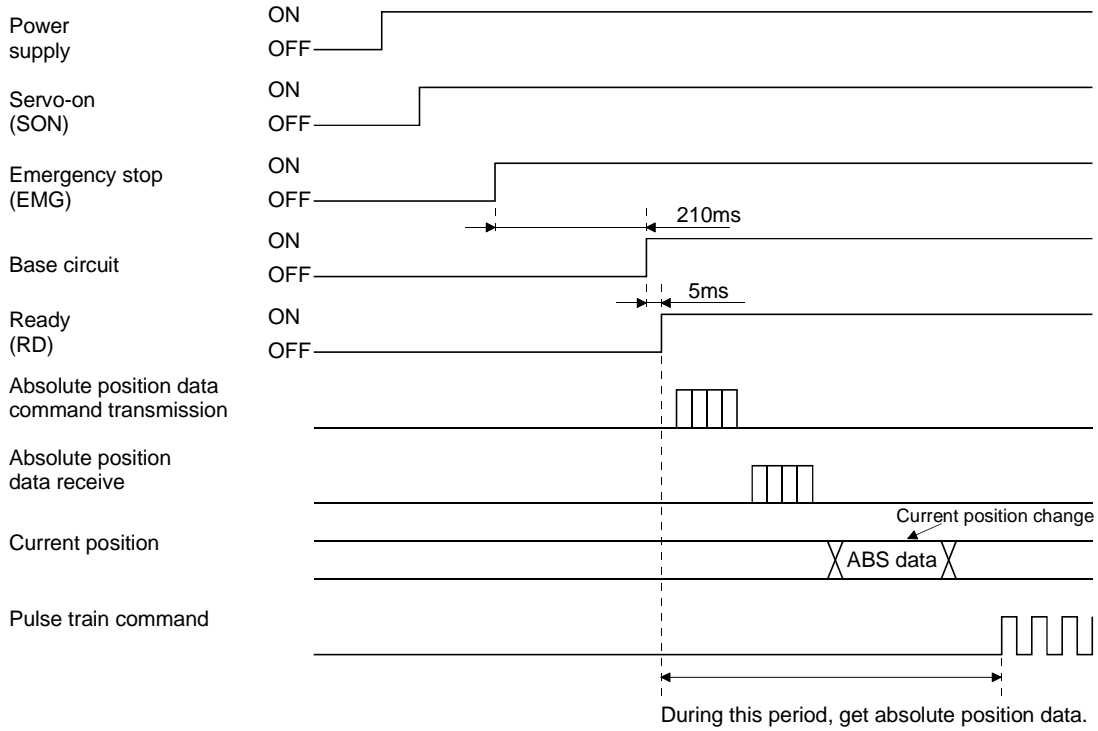 Power
supply
ON
OFF
Servo-on
(SON)
ON
OFF
Emergency stop
(EMG)
ON
OFF
210ms
Base circuit
ON
OFF
5ms
Ready
(RD)
ON
OFF
Absolute position data
command transmission
Absolute position
data receive
Current position change
Current position
ABS data
Pulse train command
During this period, get absolute position data.